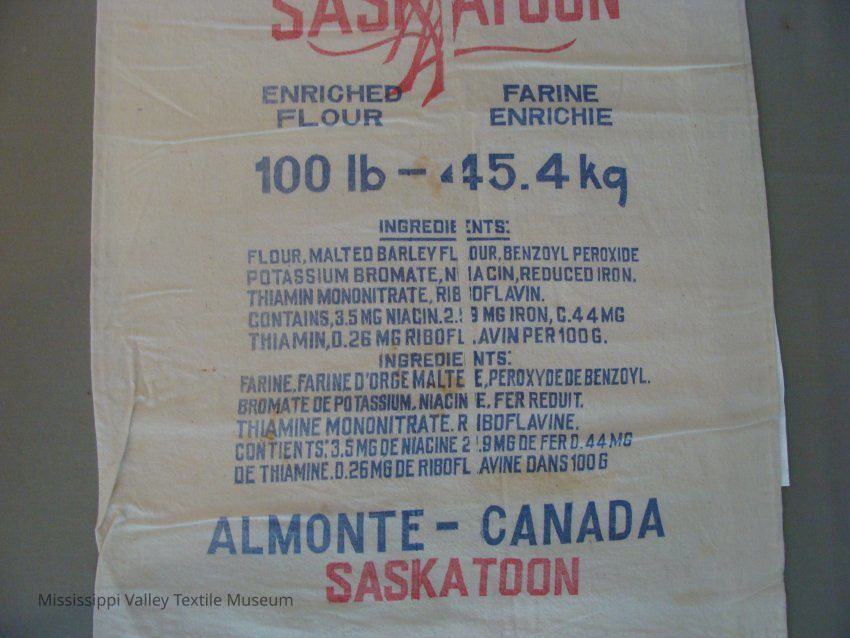 SASKATOON
ENRICHED FLOUR
FARINE ENRICHIE
100 lb - 45.4 kg
INGREDIENTS:
FLOUR, MALTED BARLEY FLOUR, BENZOYL PEROXIDE
POTASSIUM BROMATE, NIACIN, REDUCED IRON.
THIAMIN MONONITRATE, RIBOFLAVIN.
CONTAINS, 3.5 MG NIACIN. 2.9 MG IRON, 0.44 MG
THIAMIN, 0.26 MG RIBOFLAVIN PER 100 G.
INGREDIENTS:
FARINE, FARINE D'ORGE MALTEE, PEROXYDE DE BENZOYL.
BROMATE DE POTASSIUM. NIACINE, FER REDUIT.
THIAMINE MONONITRATE. RIBOFLAVINE.
CONTIENTS: 3.5 MG DE NIACINE 2.9 MG DE FER 0.44 MG
DE THIAMINE. 0.26 MG DE RIBOFLAVINE DANS 100 G
ALMONTE - CANADA
SASKATOON
Mississippi Valley Textile Museum